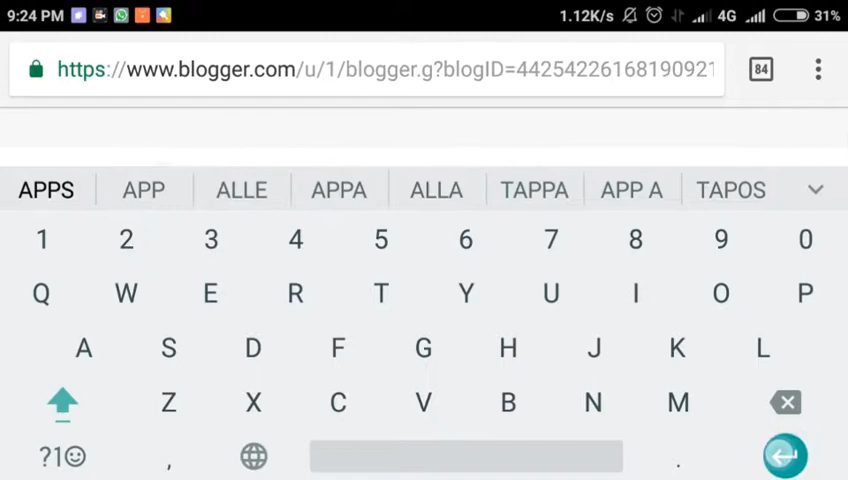 9:24 PM 1.12K/s 4G 31%
https://www.blogger.com/u/1/blogger.g?blogID=44254226168190921 84
APPS APP ALLE APPA ALLA TAPPA APP A TAPOS
1 2 3 4 5 6 7 8 9 0
Q W E R T Y U I O P
A S D F G H J K L
Z X C V B N M
?1☺ , .